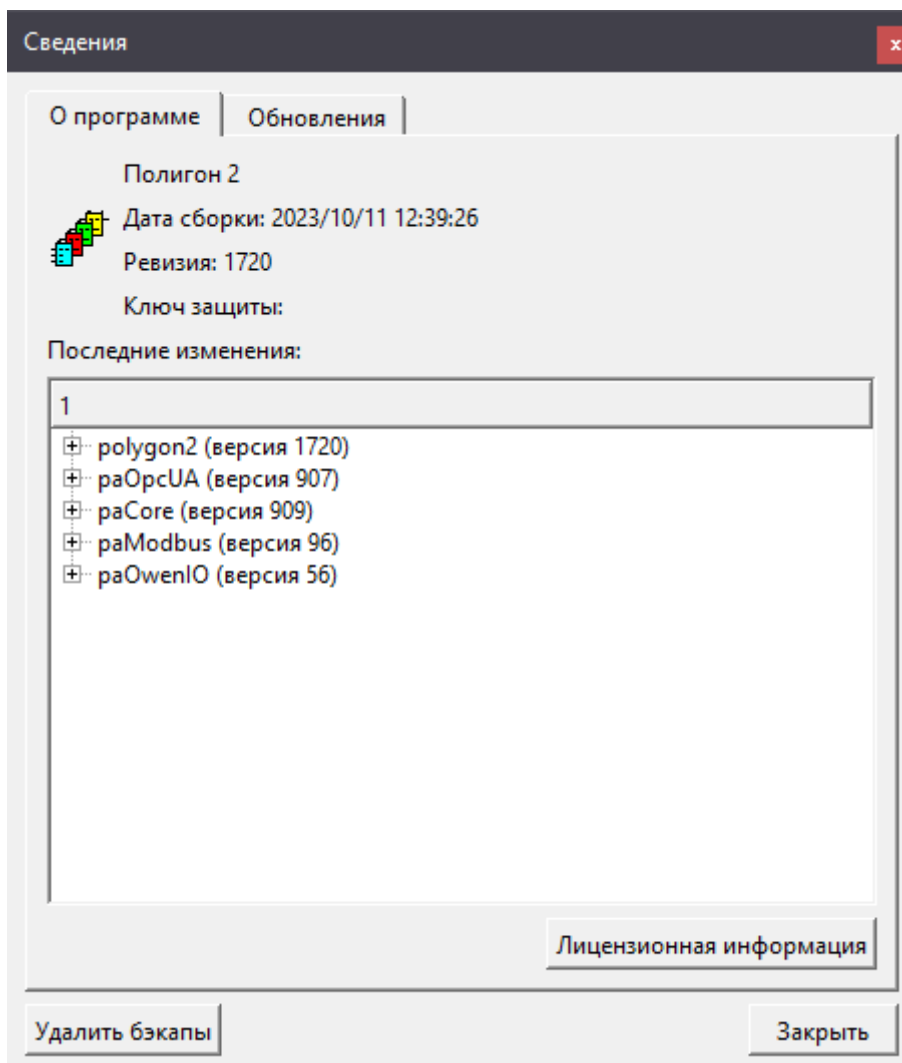 Сведения
x
О программе
Обновления
Полигон 2
Дата сборки: 2023/10/11 12:39:26
Ревизия: 1720
Ключ защиты:
Последние изменения:
1
polygon2 (версия 1720)
paOpcUA (версия 907)
paCore (версия 909)
paModbus (версия 96)
paOwenIO (версия 56)
Лицензионная информация
Удалить бэкапы
Закрыть